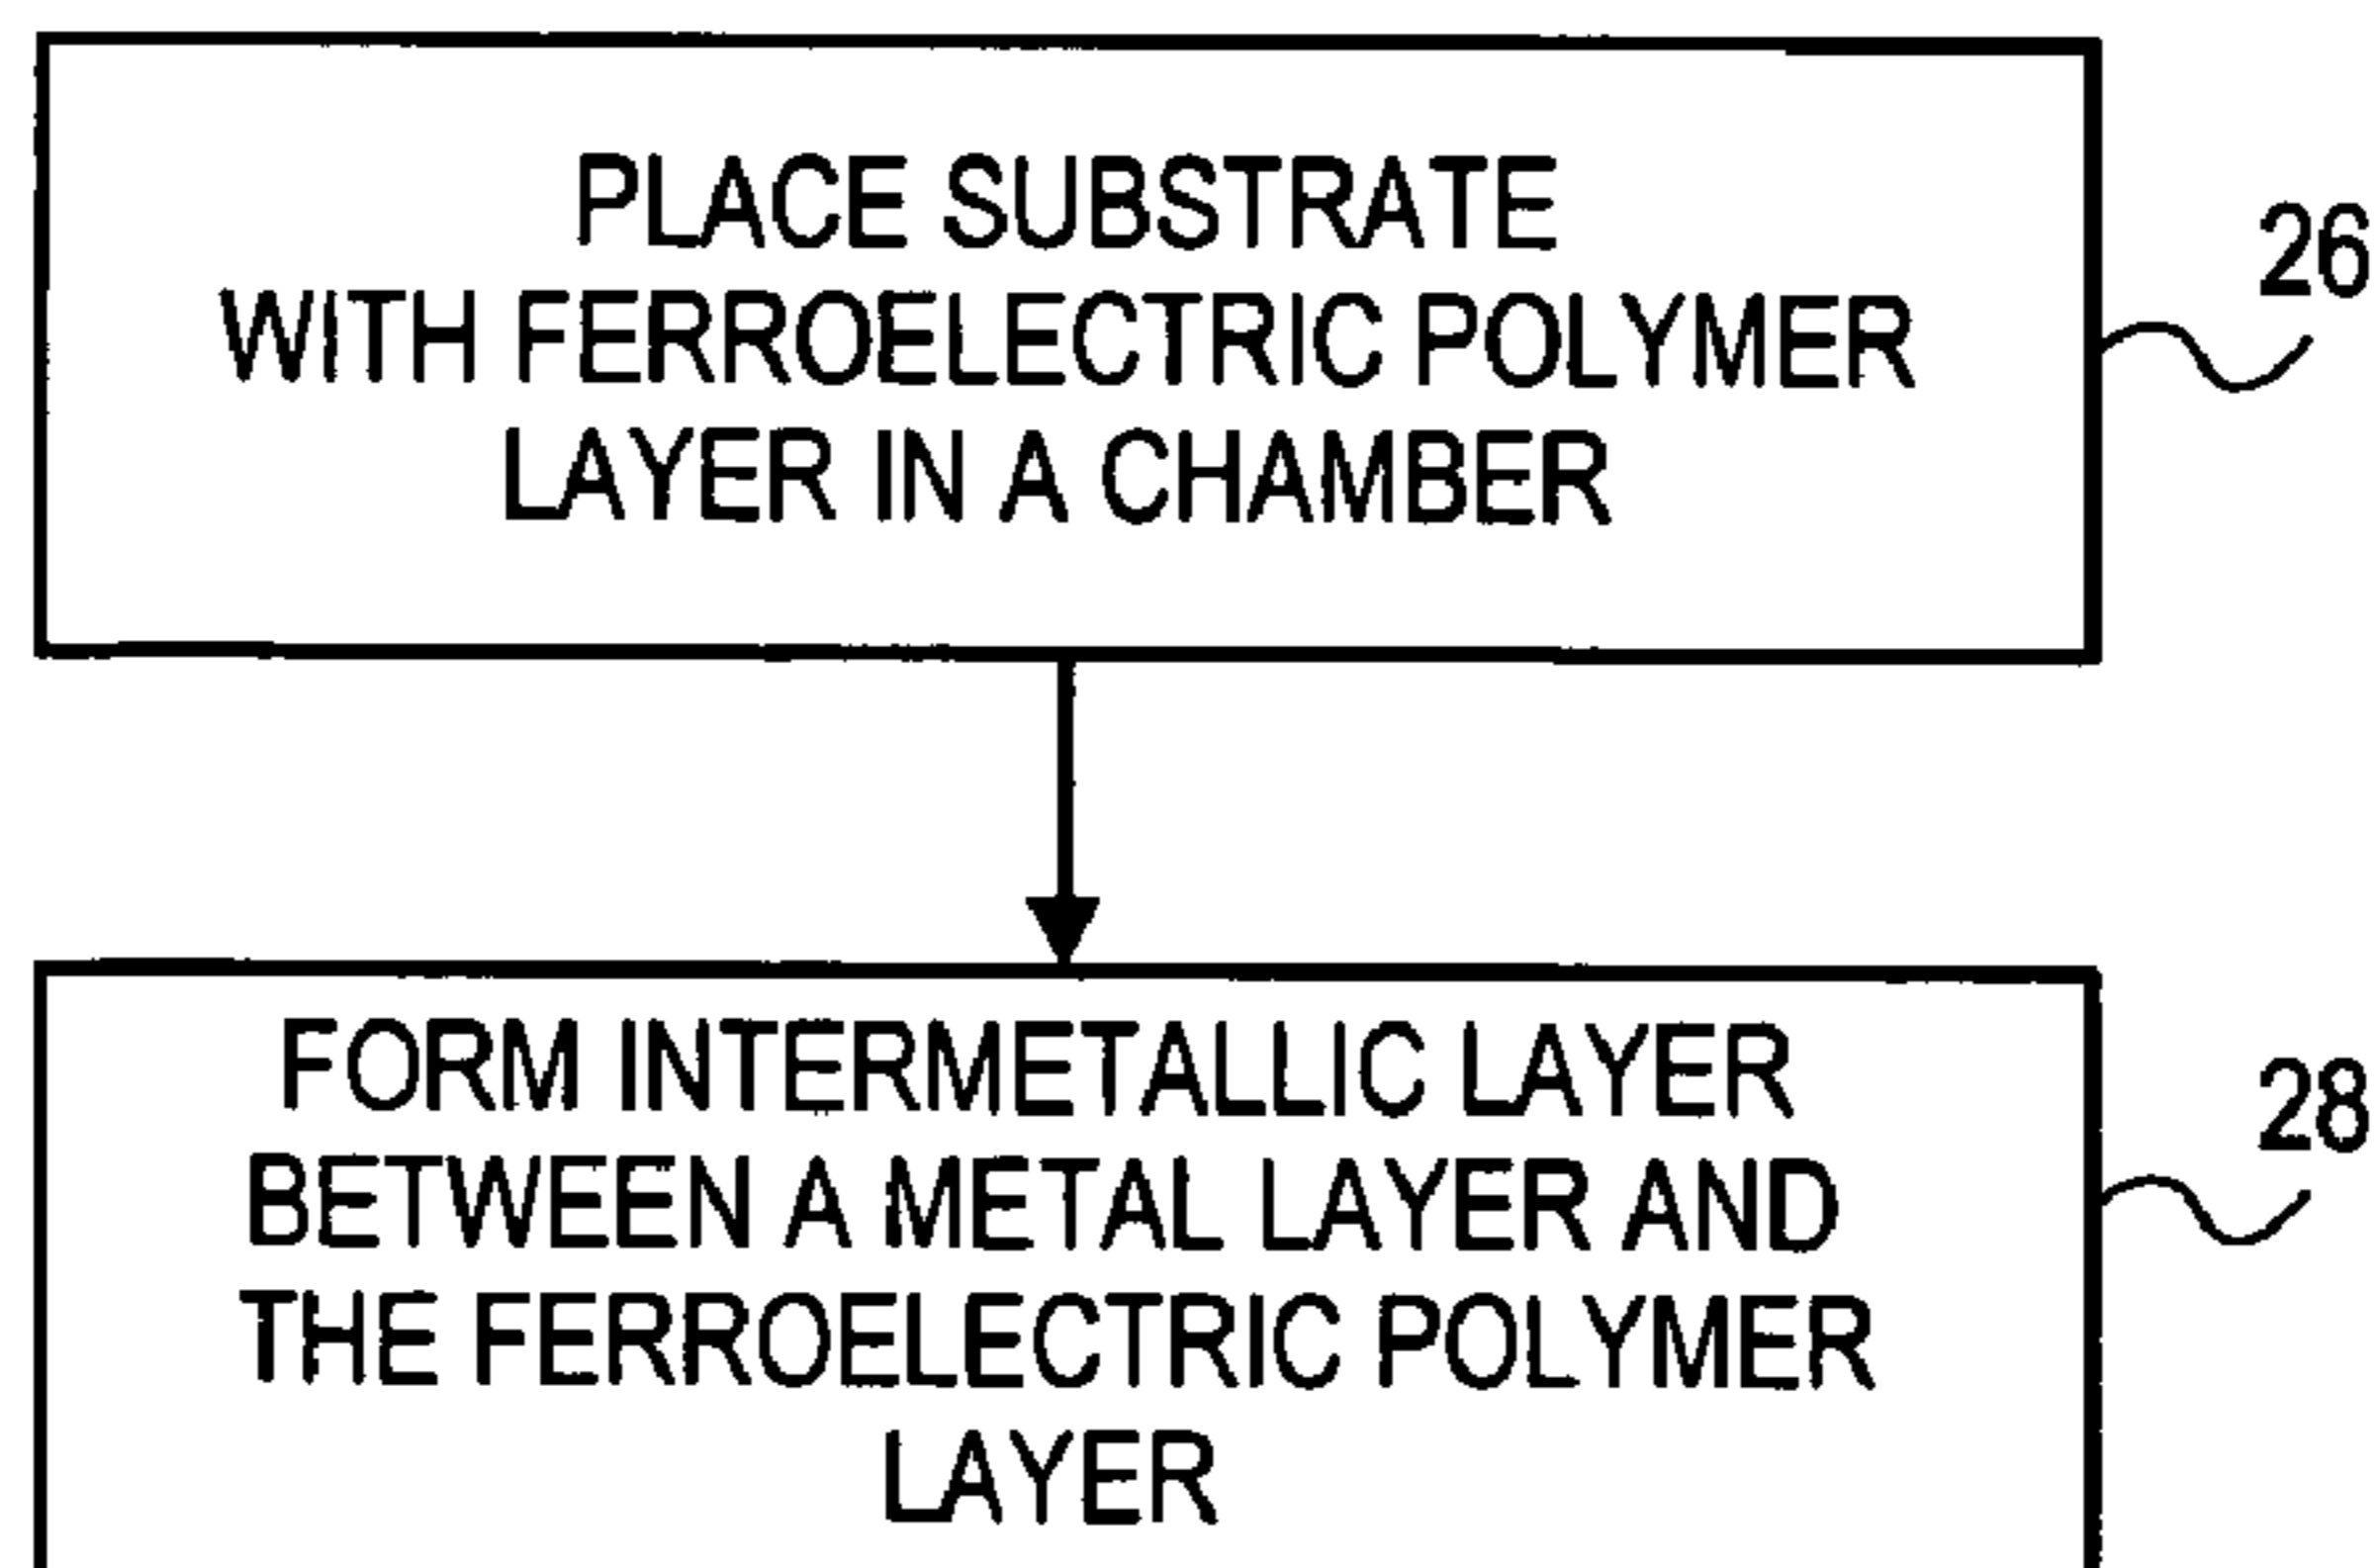 PLACE SUBSTRATE
WITH FERROELECTRIC POLYMER
LAYER IN A CHAMBER
26
FORM INTERMETALLIC LAYER
BETWEEN A METAL LAYER AND
THE FERROELECTRIC POLYMER
LAYER
28